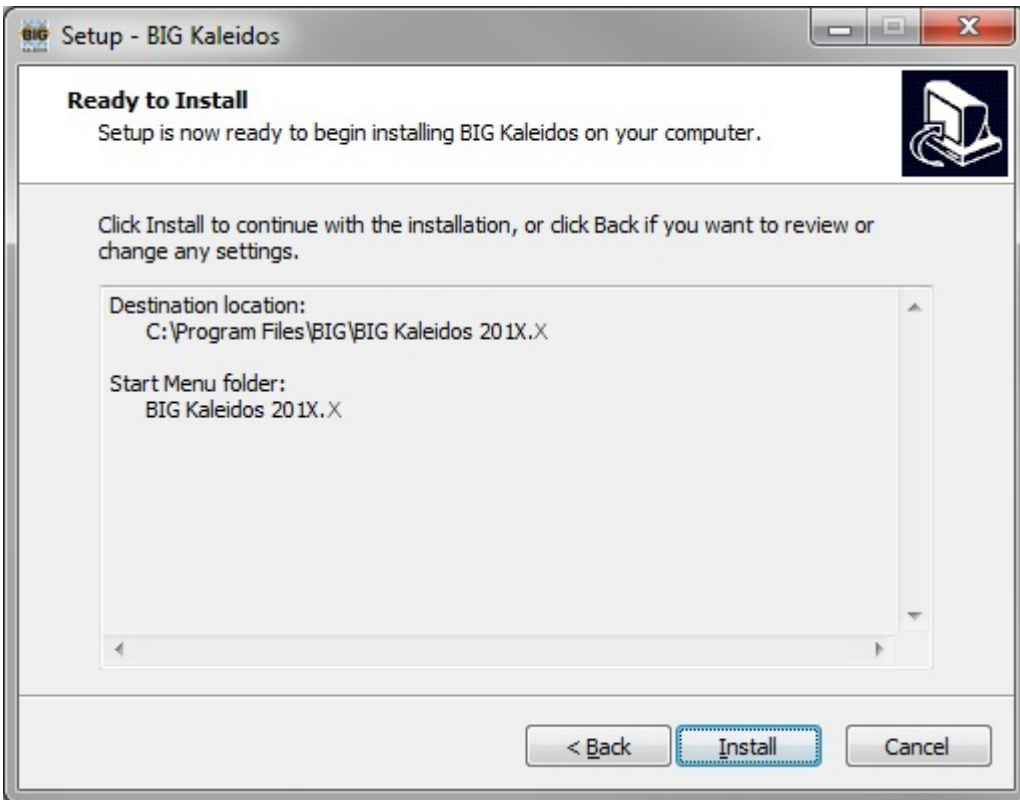 BIG
Setup - BIG Kaleidos
Ready to Install
Setup is now ready to begin installing BIG Kaleidos on your computer.
Click Install to continue with the installation, or click Back if you want to review or
change any settings.
Destination location:
C:\Program Files\BIG\BIG Kaleidos 201X.X
Start Menu folder:
BIG Kaleidos 201X.X
< Back
Install
Cancel